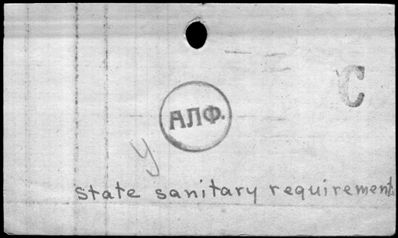 C
АЛФ.
У
state sanitary requirement